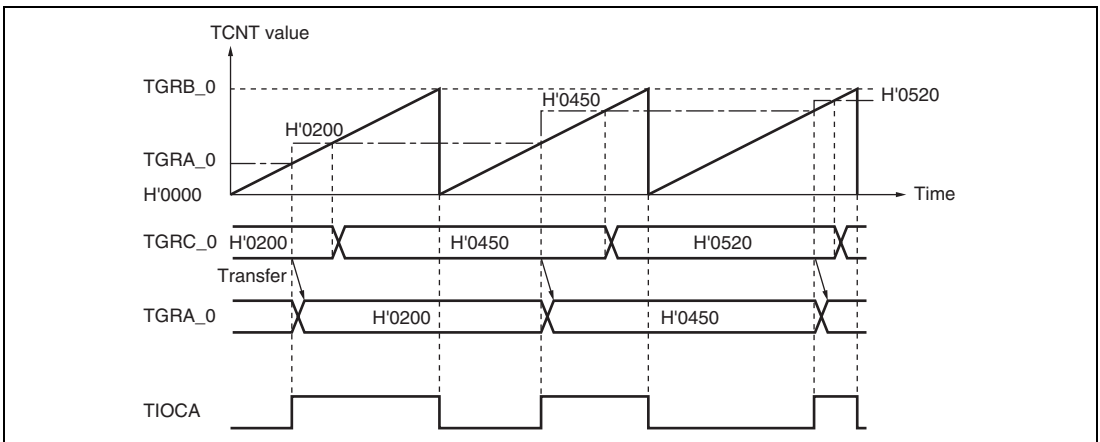 TCNT value
TGRB_0
H'0520
H'0450
H'0200
TGRA_0
H'0000
Time
TGRC_0 H'0200 H'0450 H'0520
Transfer
TGRA_0 H'0200 H'0450
TIOCA